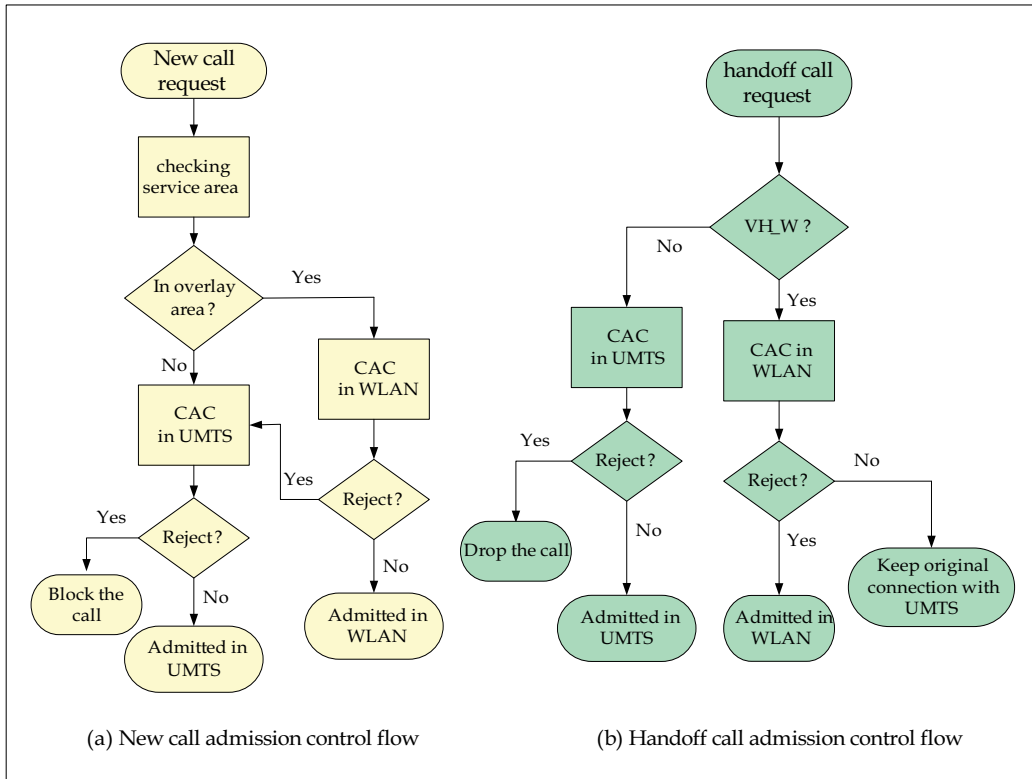 New call
request
checking
service area
In overlay
area?
Yes
No
CAC
in WLAN
CAC
in UMTS
Yes
Reject?
Yes
Reject?
No
No
Block the
call
Admitted in
WLAN
Admitted in
UMTS
(a) New call admission control flow
handoff call
request
VH_W ?
No
Yes
CAC
in UMTS
CAC in
WLAN
Yes
Reject?
Reject?
No
No
Yes
Drop the call
Keep original
connection with
UMTS
Admitted in
UMTS
Admitted in
WLAN
(b) Handoff call admission control flow